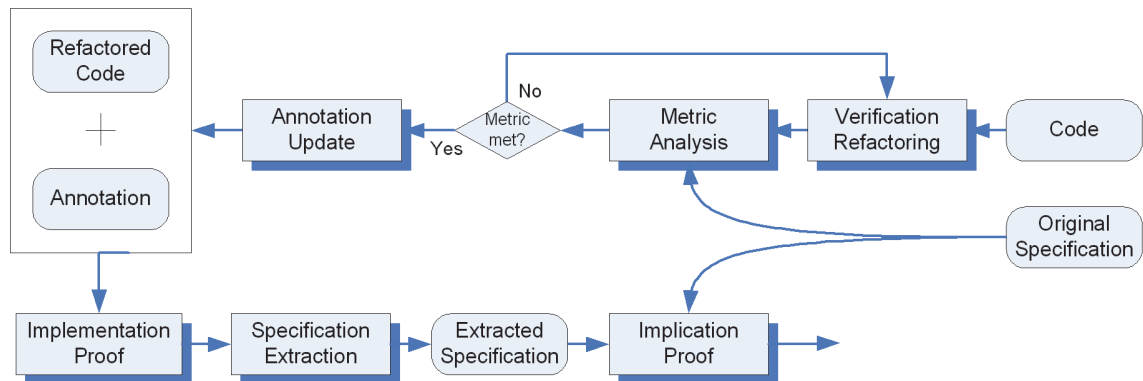 Refactored
Code
Annotation
Annotation
Update
No
Metric
met?
Yes
Metric
Analysis
Verification
Refactoring
Code
Original
Specification
Implementation
Proof
Specification
Extraction
Extracted
Specification
Implication
Proof